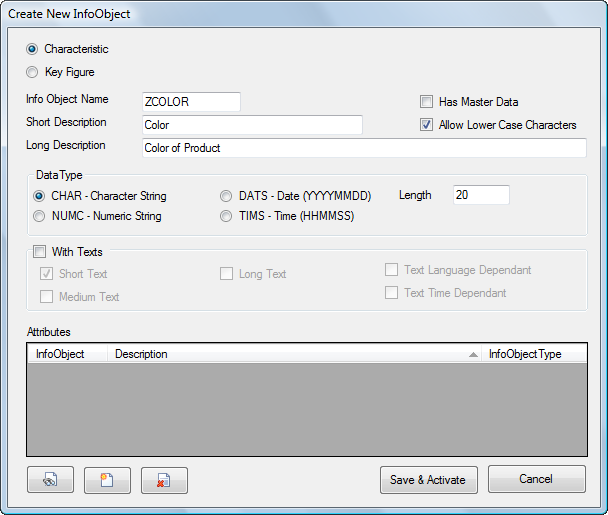 Create New InfoObject
Characteristic
Key Figure
Info Object Name ZCOLOR Has Master Data
Short Description Color Allow Lower Case Characters
Long Description Color of Product
DataType
CHAR - Character String DATS - Date (YYYYMMDD) Length 20
NUMC - Numeric String TIMS - Time (HHMMSS)
With Texts
Short Text Long Text Text Language Dependant
Medium Text Text Time Dependant
Attributes
InfoObject Description InfoObjectType
Save & Activate Cancel